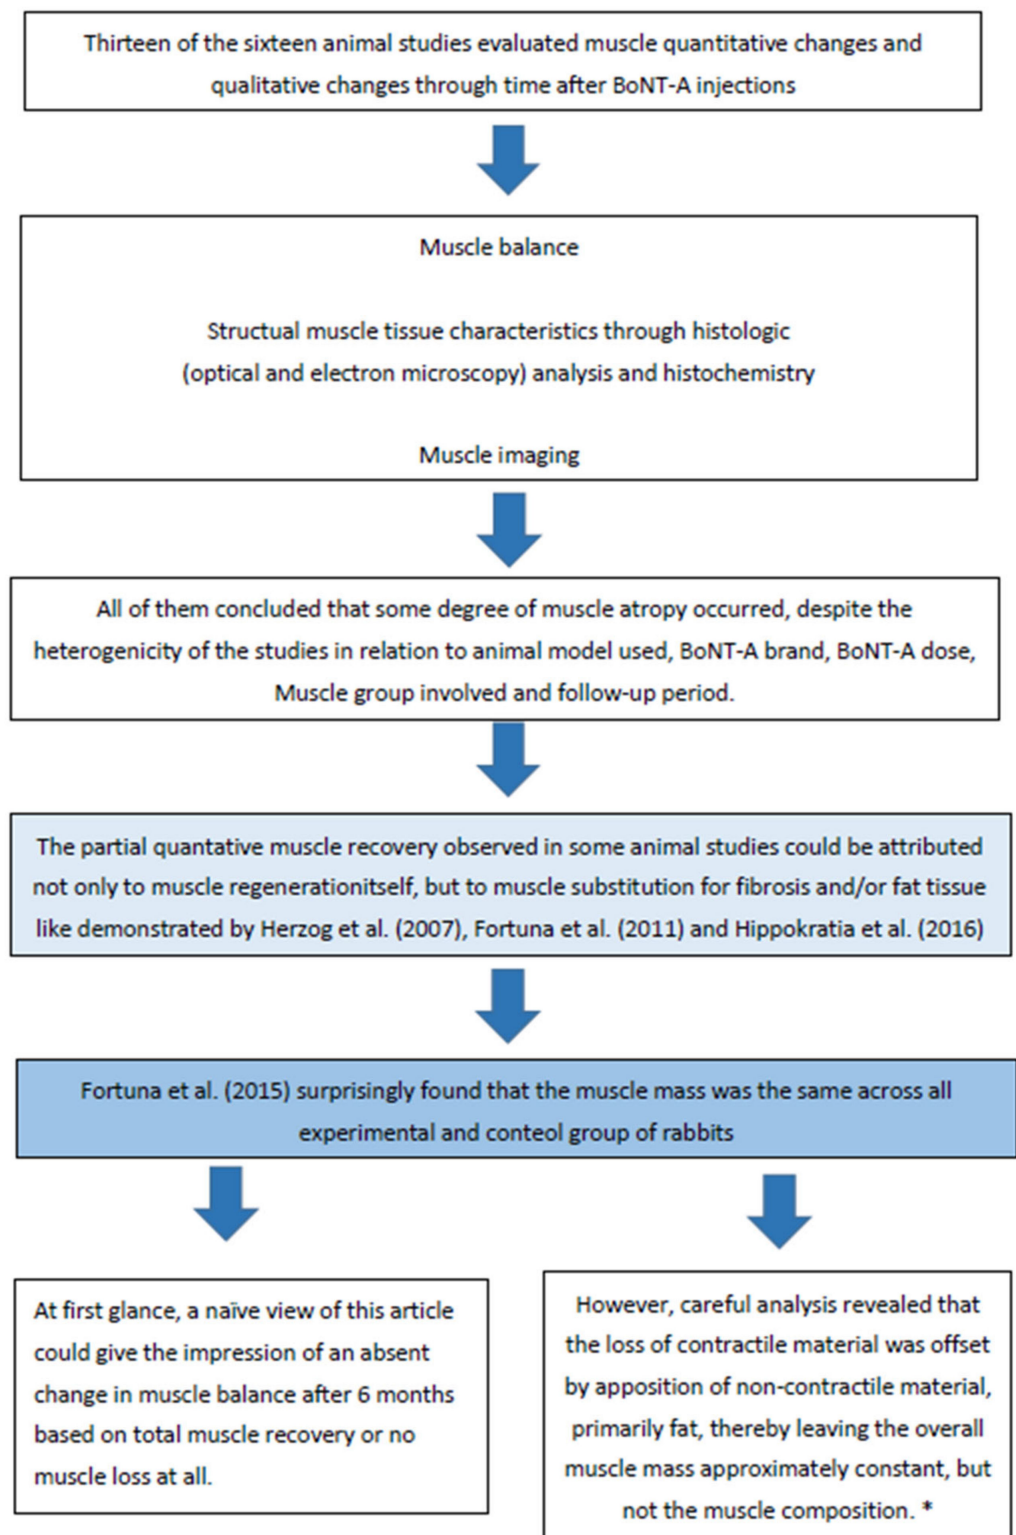 Thirteen of the sixteen animal studies evaluated muscle quantitative changes and
qualitative changes through time after BoNT-A injections
Muscle balance
Structual muscle tissue characteristics through histologic
(optical and electron microscopy) analysis and histochemistry
Muscle imaging
All of them concluded that some degree of muscle atropy occurred, despite the
heterogenicity of the studies in relation to animal model used, BoNT-A brand, BoNT-A dose,
Muscle group involved and follow-up period.
The partial quantative muscle recovery observed in some animal studies could be attributed
not only to muscle regenerationitself, but to muscle substitution for fibrosis and/or fat tissue
like demonstrated by Herzog et al. (2007), Fortuna et al. (2011) and Hippokratia et al. (2016)
Fortuna et al. (2015) surprisingly found that the muscle mass was the same across all
experimental and conteol group of rabbits
At first glance, a naïve view of this article
could give the impression of an absent
change in muscle balance after 6 months
based on total muscle recovery or no
muscle loss at all.
However, careful analysis revealed that
the loss of contractile material was offset
by apposition of non-contractile material,
primarily fat, thereby leaving the overall
muscle mass approximately constant, but
not the muscle composition. *